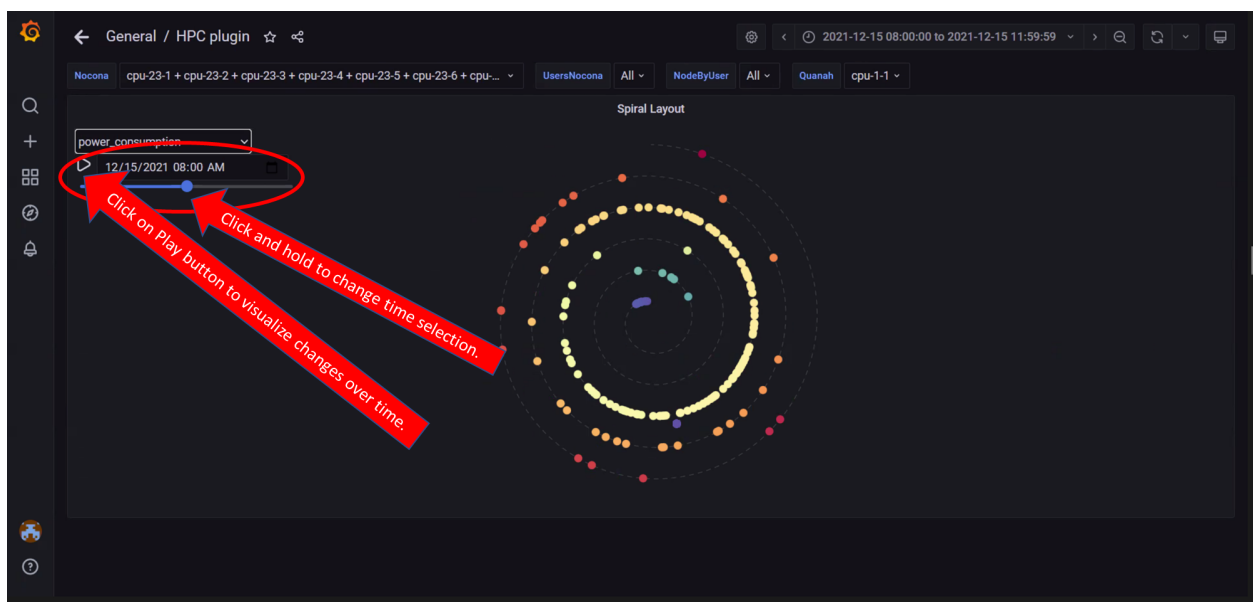 General / HPC plugin
2021-12-15 08:00:00 to 2021-12-15 11:59:59
Nocona cpu-23-1 + cpu-23-2 + cpu-23-3 + cpu-23-4 + cpu-23-5 + cpu-23-6 + cpu-... UsersNocona All NodeByUser All Quanah cpu-1-1
Spiral Layout
power_consumption
12/15/2021 08:00 AM
Click on Play button to visualize changes over time.
Click and hold to change time selection.